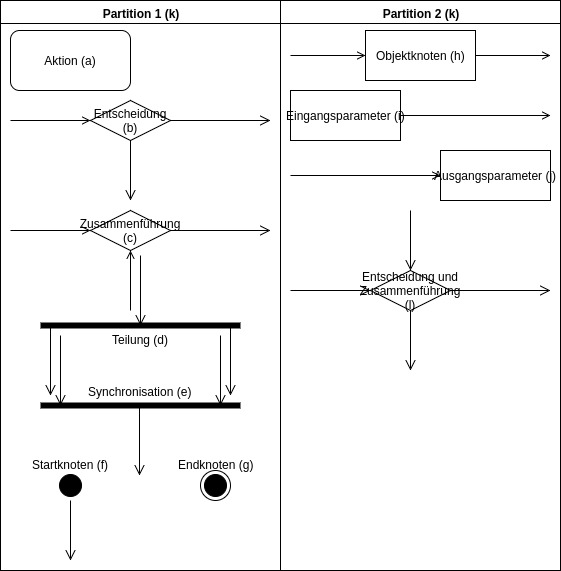 Partition 1 (k)
Partition 2 (k)
Aktion (a)
Objektknoten (h)
Entscheidung
(b)
Eingangsparameter (i)
Ausgangsparameter (j)
Zusammenführung
(c)
Entscheidung und
Zusammenführung
(l)
Teilung (d)
Synchronisation (e)
Startknoten (f)
Endknoten (g)